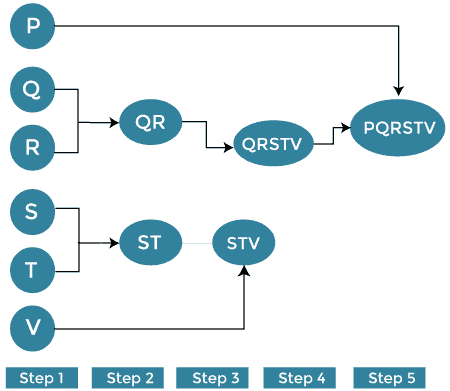 P
Q
R
QR
QRSTV
PQRSTV
S
T
ST
STV
V
Step 1
Step 2
Step 3
Step 4
Step 5